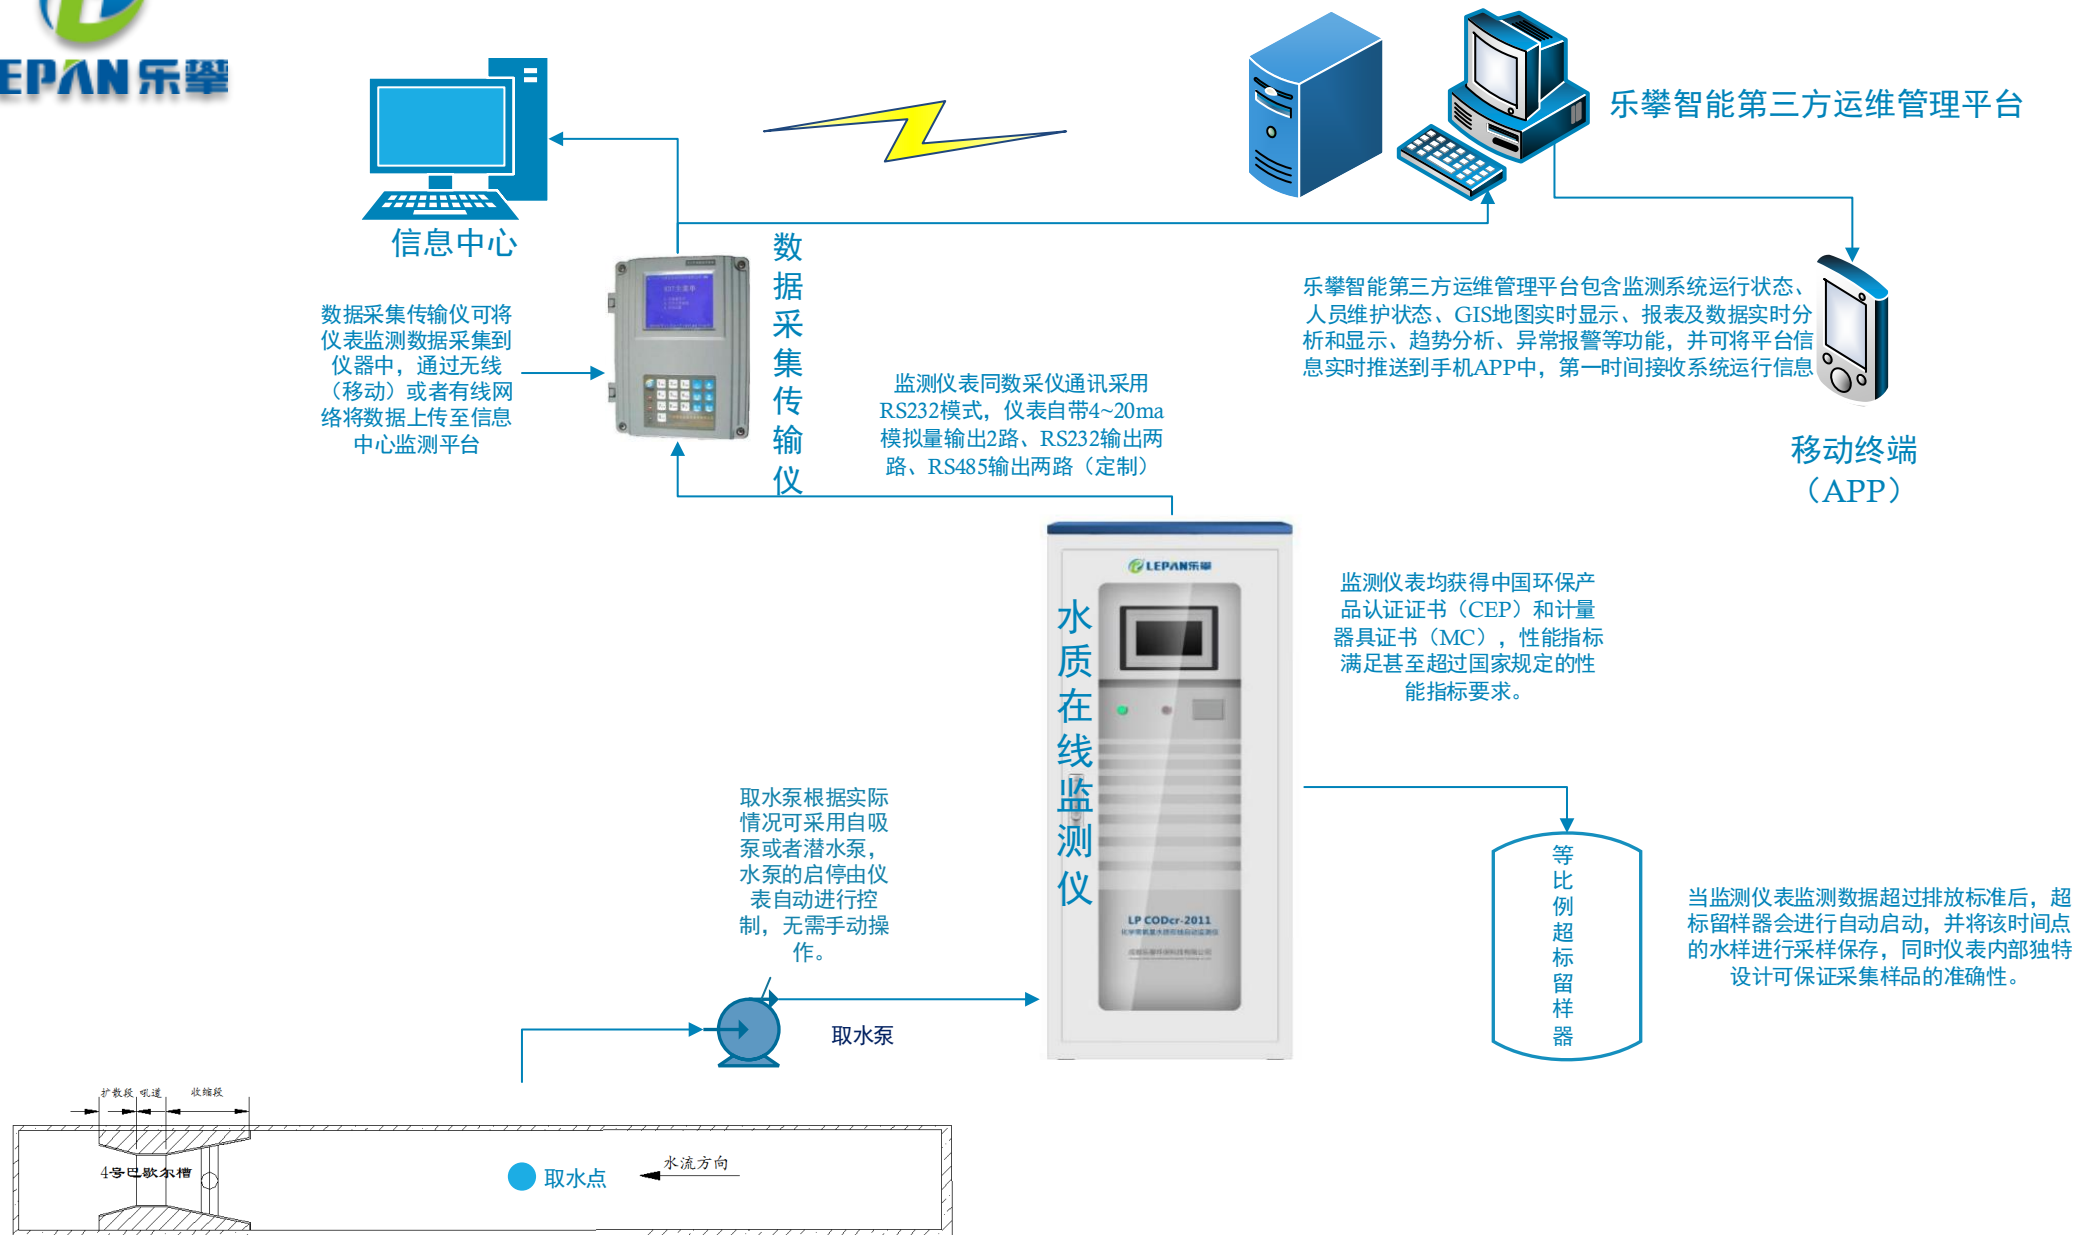 EPAN乐攀
乐攀智能第三方运维管理平台
信息中心
数据采集传输仪
数据采集传输仪可将
仪表监测数据采集到
仪器中，通过无线
（移动）或者有线网
络将数据上传至信息
中心监测平台
监测仪表同数采仪通讯采用
RS232模式，仪表自带4~20ma
模拟量输出2路、RS232输出两
路、RS485输出两路（定制）
乐攀智能第三方运维管理平台包含监测系统运行状态、
人员维护状态、GIS地图实时显示、报表及数据实时分
析和显示、趋势分析、异常报警等功能，并可将平台信
息实时推送到手机APP中，第一时间接收系统运行信息
移动终端
（APP）
LEPAN乐攀
水质在线监测仪
LP CODcr-2011
监测仪表均获得中国环保产
品认证证书（CEP）和计量
器具证书（MC），性能指标
满足甚至超过国家规定的性
能指标要求。
取水泵根据实际
情况可采用自吸
泵或者潜水泵，
水泵的启停由仪
表自动进行控
制，无需手动操
作。
取水泵
等比例超标留样器
当监测仪表监测数据超过排放标准后，超
标留样器会进行自动启动，并将该时间点
的水样进行采样保存，同时仪表内部独特
设计可保证采集样品的准确性。
扩散段 吼道 收缩段
4号巴歇尔槽
取水点
水流方向